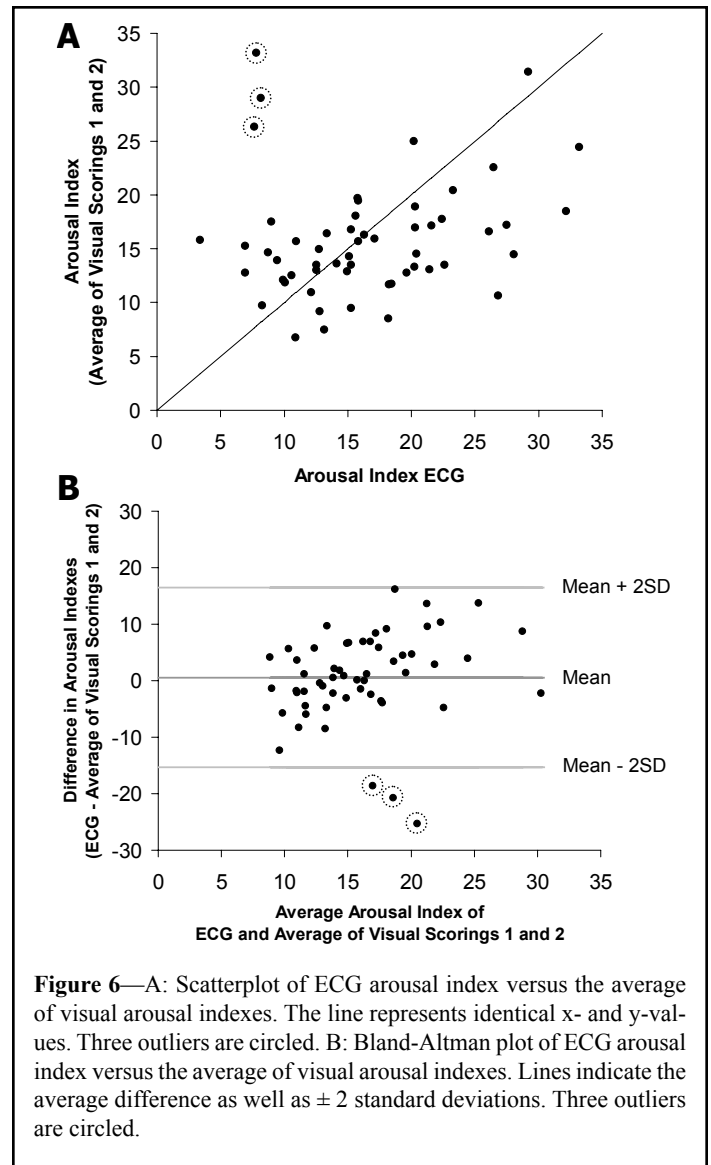 A
35
30
25
20
15
10
5
0
Arousal Index
(Average of Visual Scorings 1 and 2)
0 5 10 15 20 25 30 35
Arousal Index ECG
B
30
20
10
0
-10
-20
-30
Difference in Arousal Indexes
(ECG - Average of Visual Scorings 1 and 2)
Mean + 2SD
Mean
Mean - 2SD
0 5 10 15 20 25 30 35
Average Arousal Index of
ECG and Average of Visual Scorings 1 and 2
Figure 6—A: Scatterplot of ECG arousal index versus the average
of visual arousal indexes. The line represents identical x- and y-val-
ues. Three outliers are circled. B: Bland-Altman plot of ECG arousal
index versus the average of visual arousal indexes. Lines indicate the
average difference as well as ± 2 standard deviations. Three outliers
are circled.